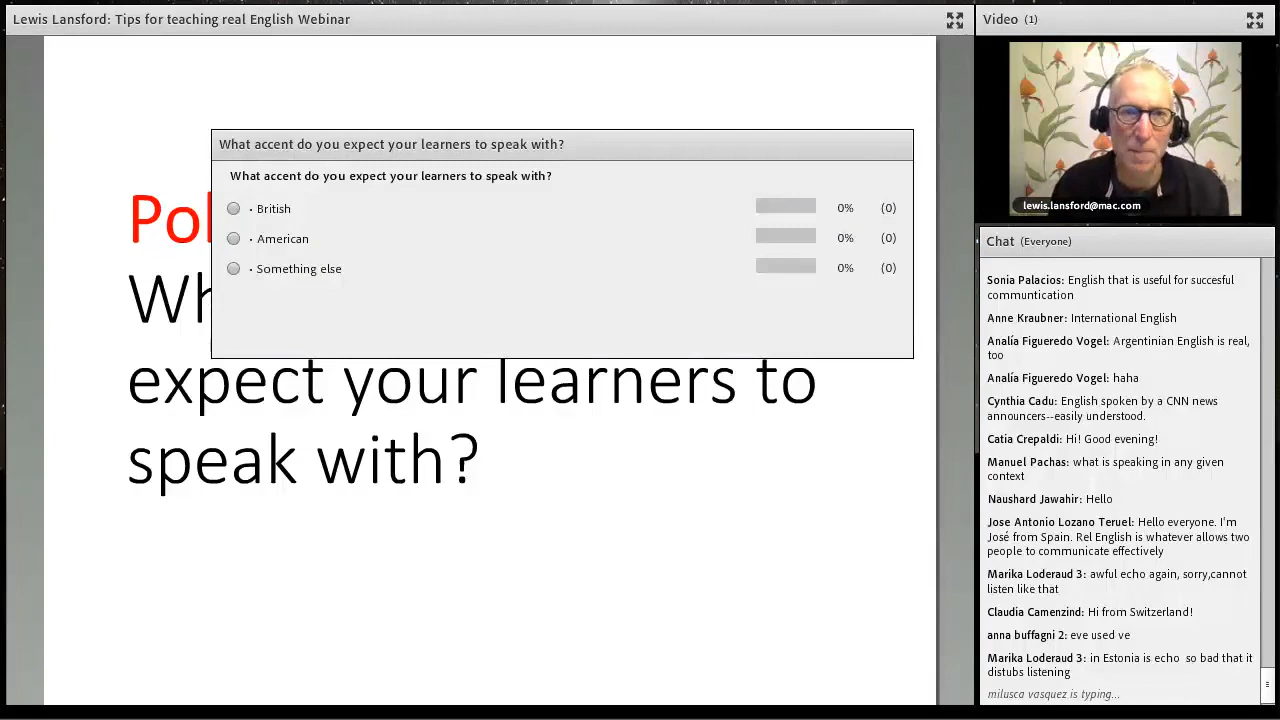 Lewis Lansford: Tips for teaching real English Webinar
Pol
Wh
expect your learners to
speak with?
What accent do you expect your learners to speak with?
What accent do you expect your learners to speak with?
• British 0% (0)
• American 0% (0)
• Something else 0% (0)
Video (1)
lewis.lansford@mac.com
Chat (Everyone)
Sonia Palacios: English that is useful for succesful
communtication
Anne Kraubner: International English
Analía Figueredo Vogel: Argentinian English is real,
too
Analía Figueredo Vogel: haha
Cynthia Cadu: English spoken by a CNN news
announcers--easily understood.
Catia Crepaldi: Hi! Good evening!
Manuel Pachas: what is speaking in any given
context
Naushard Jawahir: Hello
Jose Antonio Lozano Teruel: Hello everyone. I'm
José from Spain. Rel English is whatever allows two
people to communicate effectively
Marika Loderaud 3: awful echo again, sorry,cannot
listen like that
Claudia Camenzind: Hi from Switzerland!
anna buffagni 2: eve used ve
Marika Loderaud 3: in Estonia is echo so bad that it
distubs listening
milusca vasquez is typing...